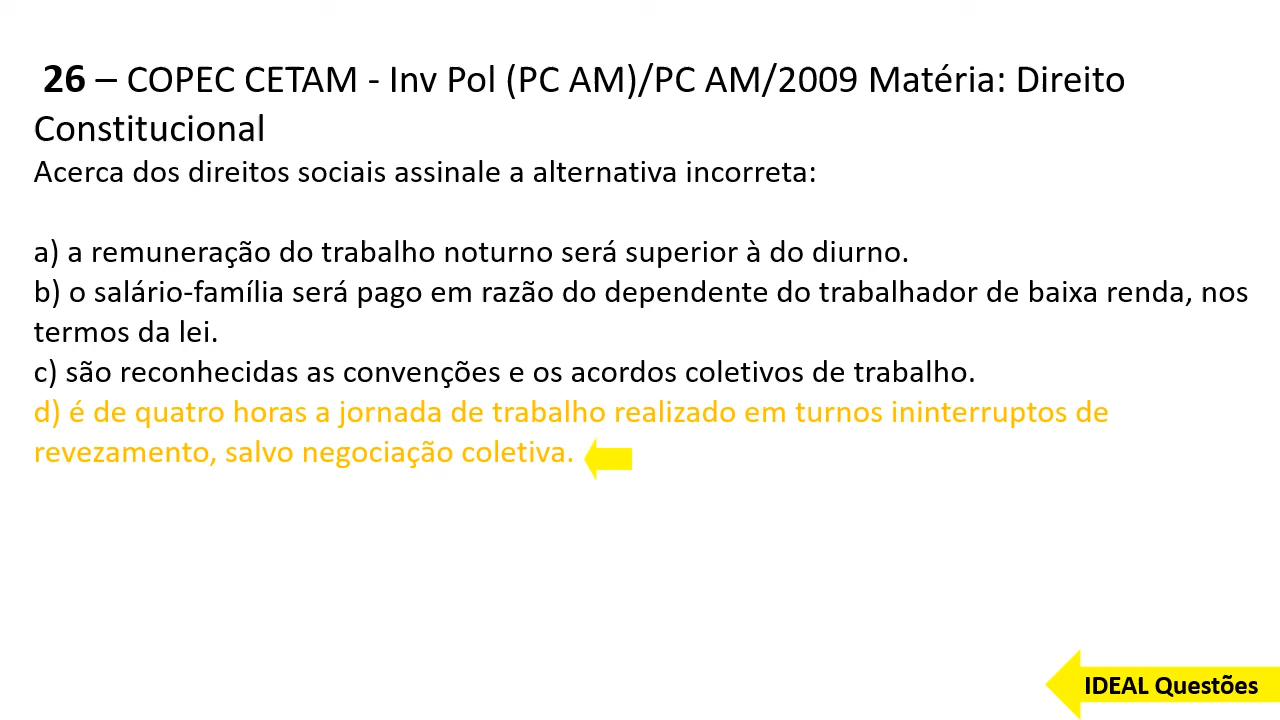 26 – COPEC CETAM - Inv Pol (PC AM)/PC AM/2009 Matéria: Direito
Constitucional
Acerca dos direitos sociais assinale a alternativa incorreta:
a) a remuneração do trabalho noturno será superior à do diurno.
b) o salário-família será pago em razão do dependente do trabalhador de baixa renda, nos
termos da lei.
c) são reconhecidas as convenções e os acordos coletivos de trabalho.
d) é de quatro horas a jornada de trabalho realizado em turnos ininterruptos de
revezamento, salvo negociação coletiva.
IDEAL Questões